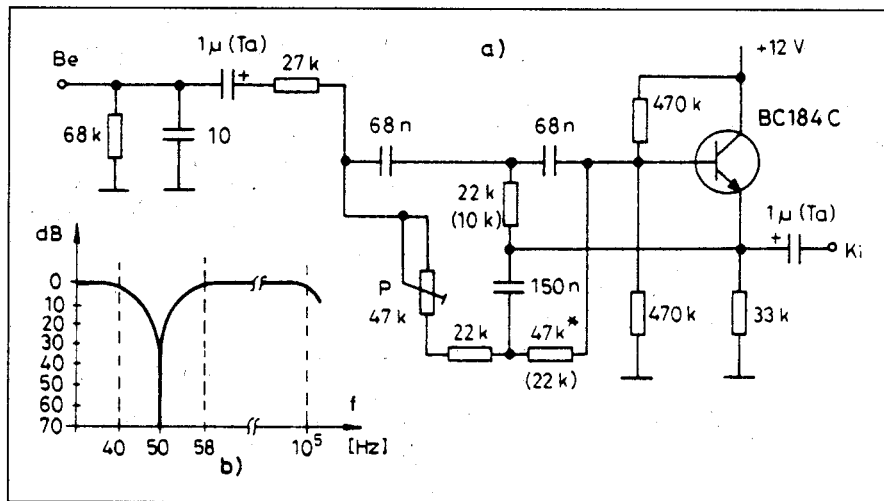 a)
Be
1µ (Ta)
+
27 k
+12 V
68 k
10
68 n
68 n
470 k
BC184 C
22 k
(10 k)
1µ (Ta)
+
Ki
P
47 k
150 n
22 k
47 k*
(22 k)
470 k
33 k
dB
0
10
20
30
40
50
60
70
40 50 58 10⁵
f
[Hz]
b)